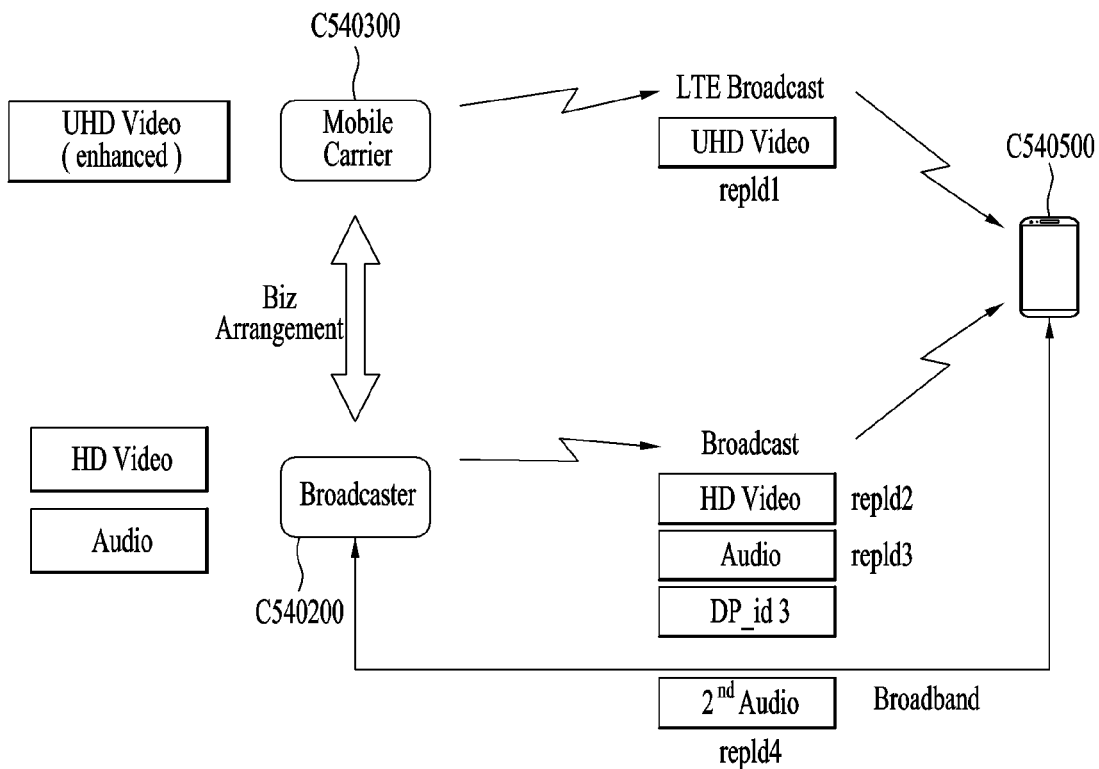 C540300
UHD Video
( enhanced )
Mobile
Carrier
LTE Broadcast
UHD Video
repld1
C540500
Biz
Arrangement
HD Video
Audio
Broadcaster
C540200
Broadcast
HD Video
repld2
Audio
repld3
DP_id 3
2nd Audio
Broadband
repld4